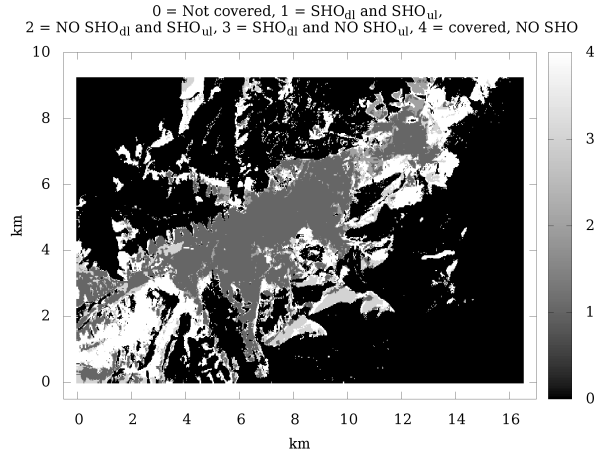 0 = Not covered, 1 = SHO_dl and SHO_ul,
2 = NO SHO_dl and SHO_ul, 3 = SHO_dl and NO SHO_ul, 4 = covered, NO SHO
10
8
6
4
2
0
km
0 2 4 6 8 10 12 14 16
km
4
3
2
1
0